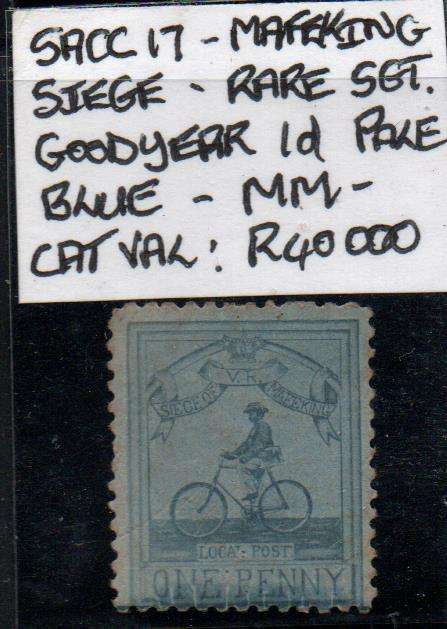 SACC 17 - MAFEKING
SIEGE - RARE SGT.
GOODYEAR 1d PALE
BLUE - MM -
CAT VAL: R40 000
V.R.
SIEGE OF MAFEKING
LOCAL POST
ONE PENNY